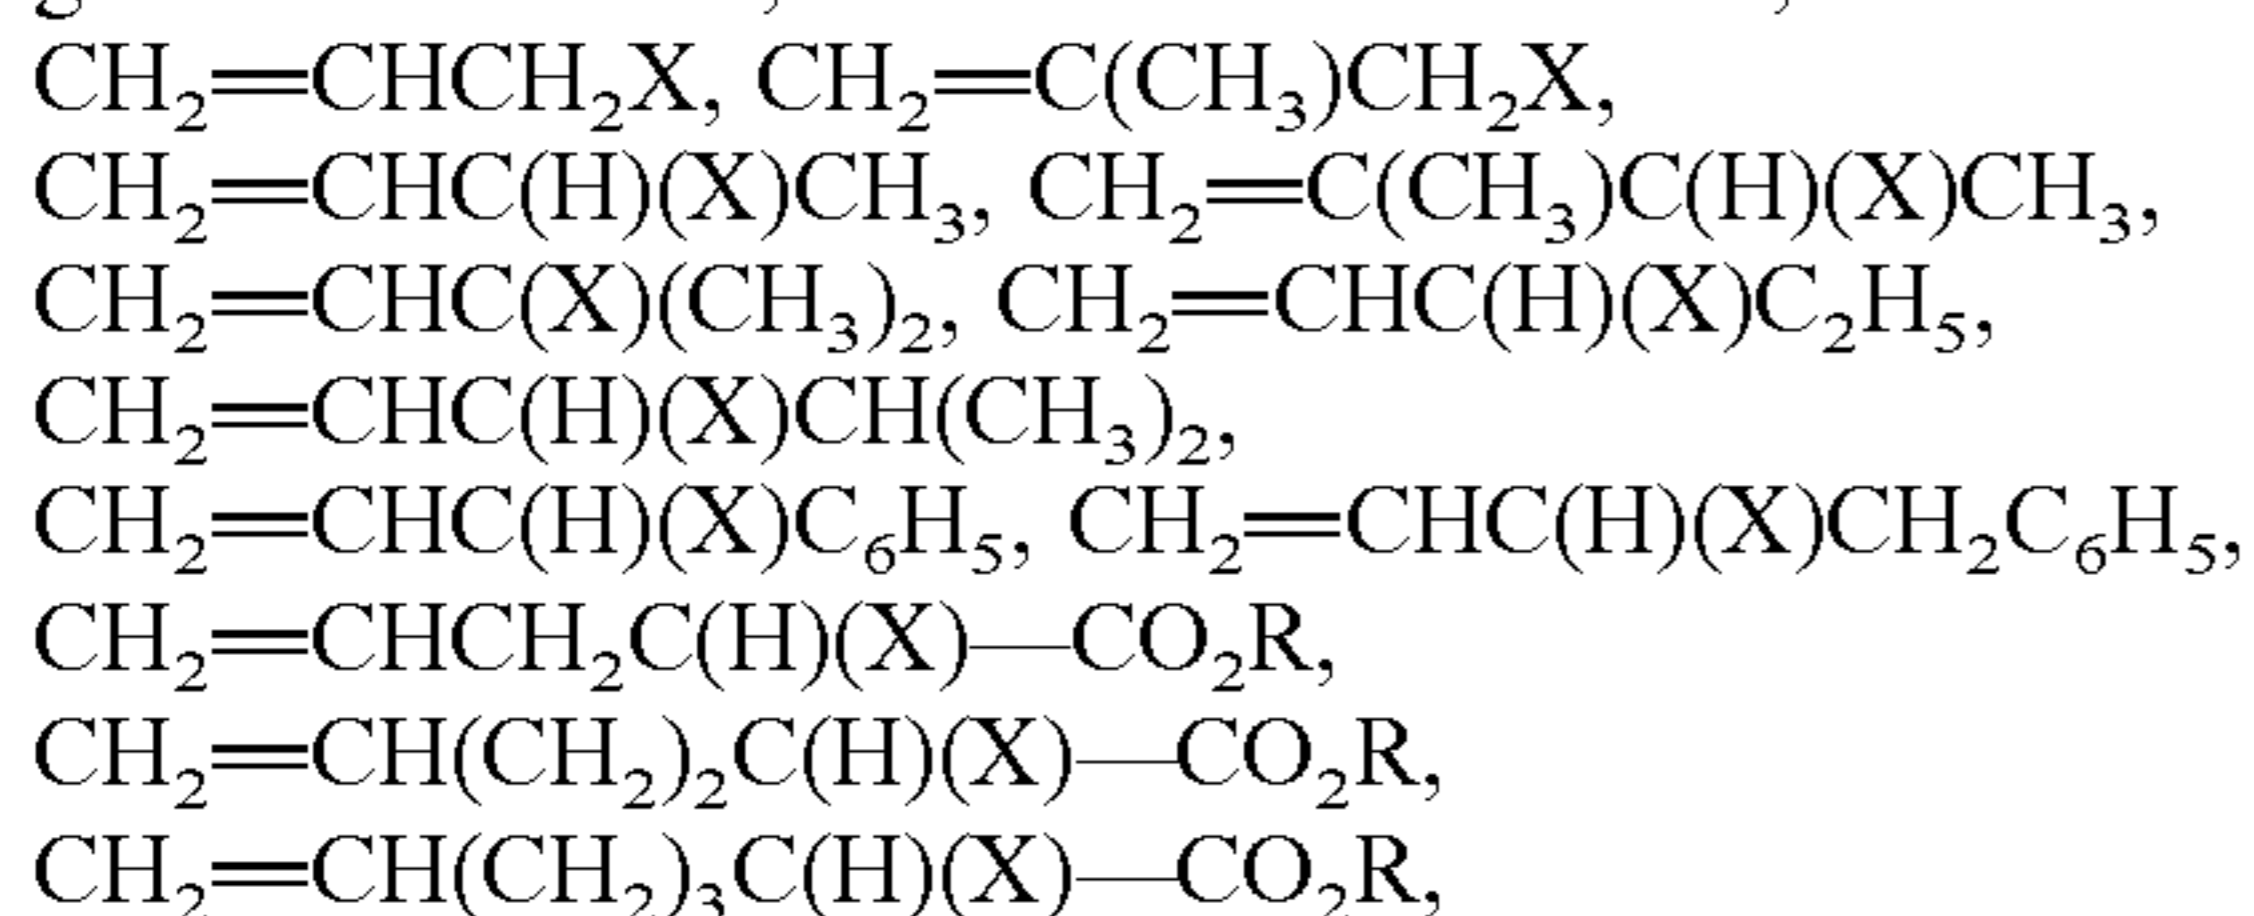 CH₂=CHCH₂X, CH₂=C(CH₃)CH₂X,
CH₂=CHC(H)(X)CH₃, CH₂=C(CH₃)C(H)(X)CH₃,
CH₂=CHC(X)(CH₃)₂, CH₂=CHC(H)(X)C₂H₅,
CH₂=CHC(H)(X)CH(CH₃)₂,
CH₂=CHC(H)(X)C₆H₅, CH₂=CHC(H)(X)CH₂C₆H₅,
CH₂=CHCH₂C(H)(X)—CO₂R,
CH₂=CH(CH₂)₂C(H)(X)—CO₂R,
CH₂=CH(CH₂)₃C(H)(X)—CO₂R,